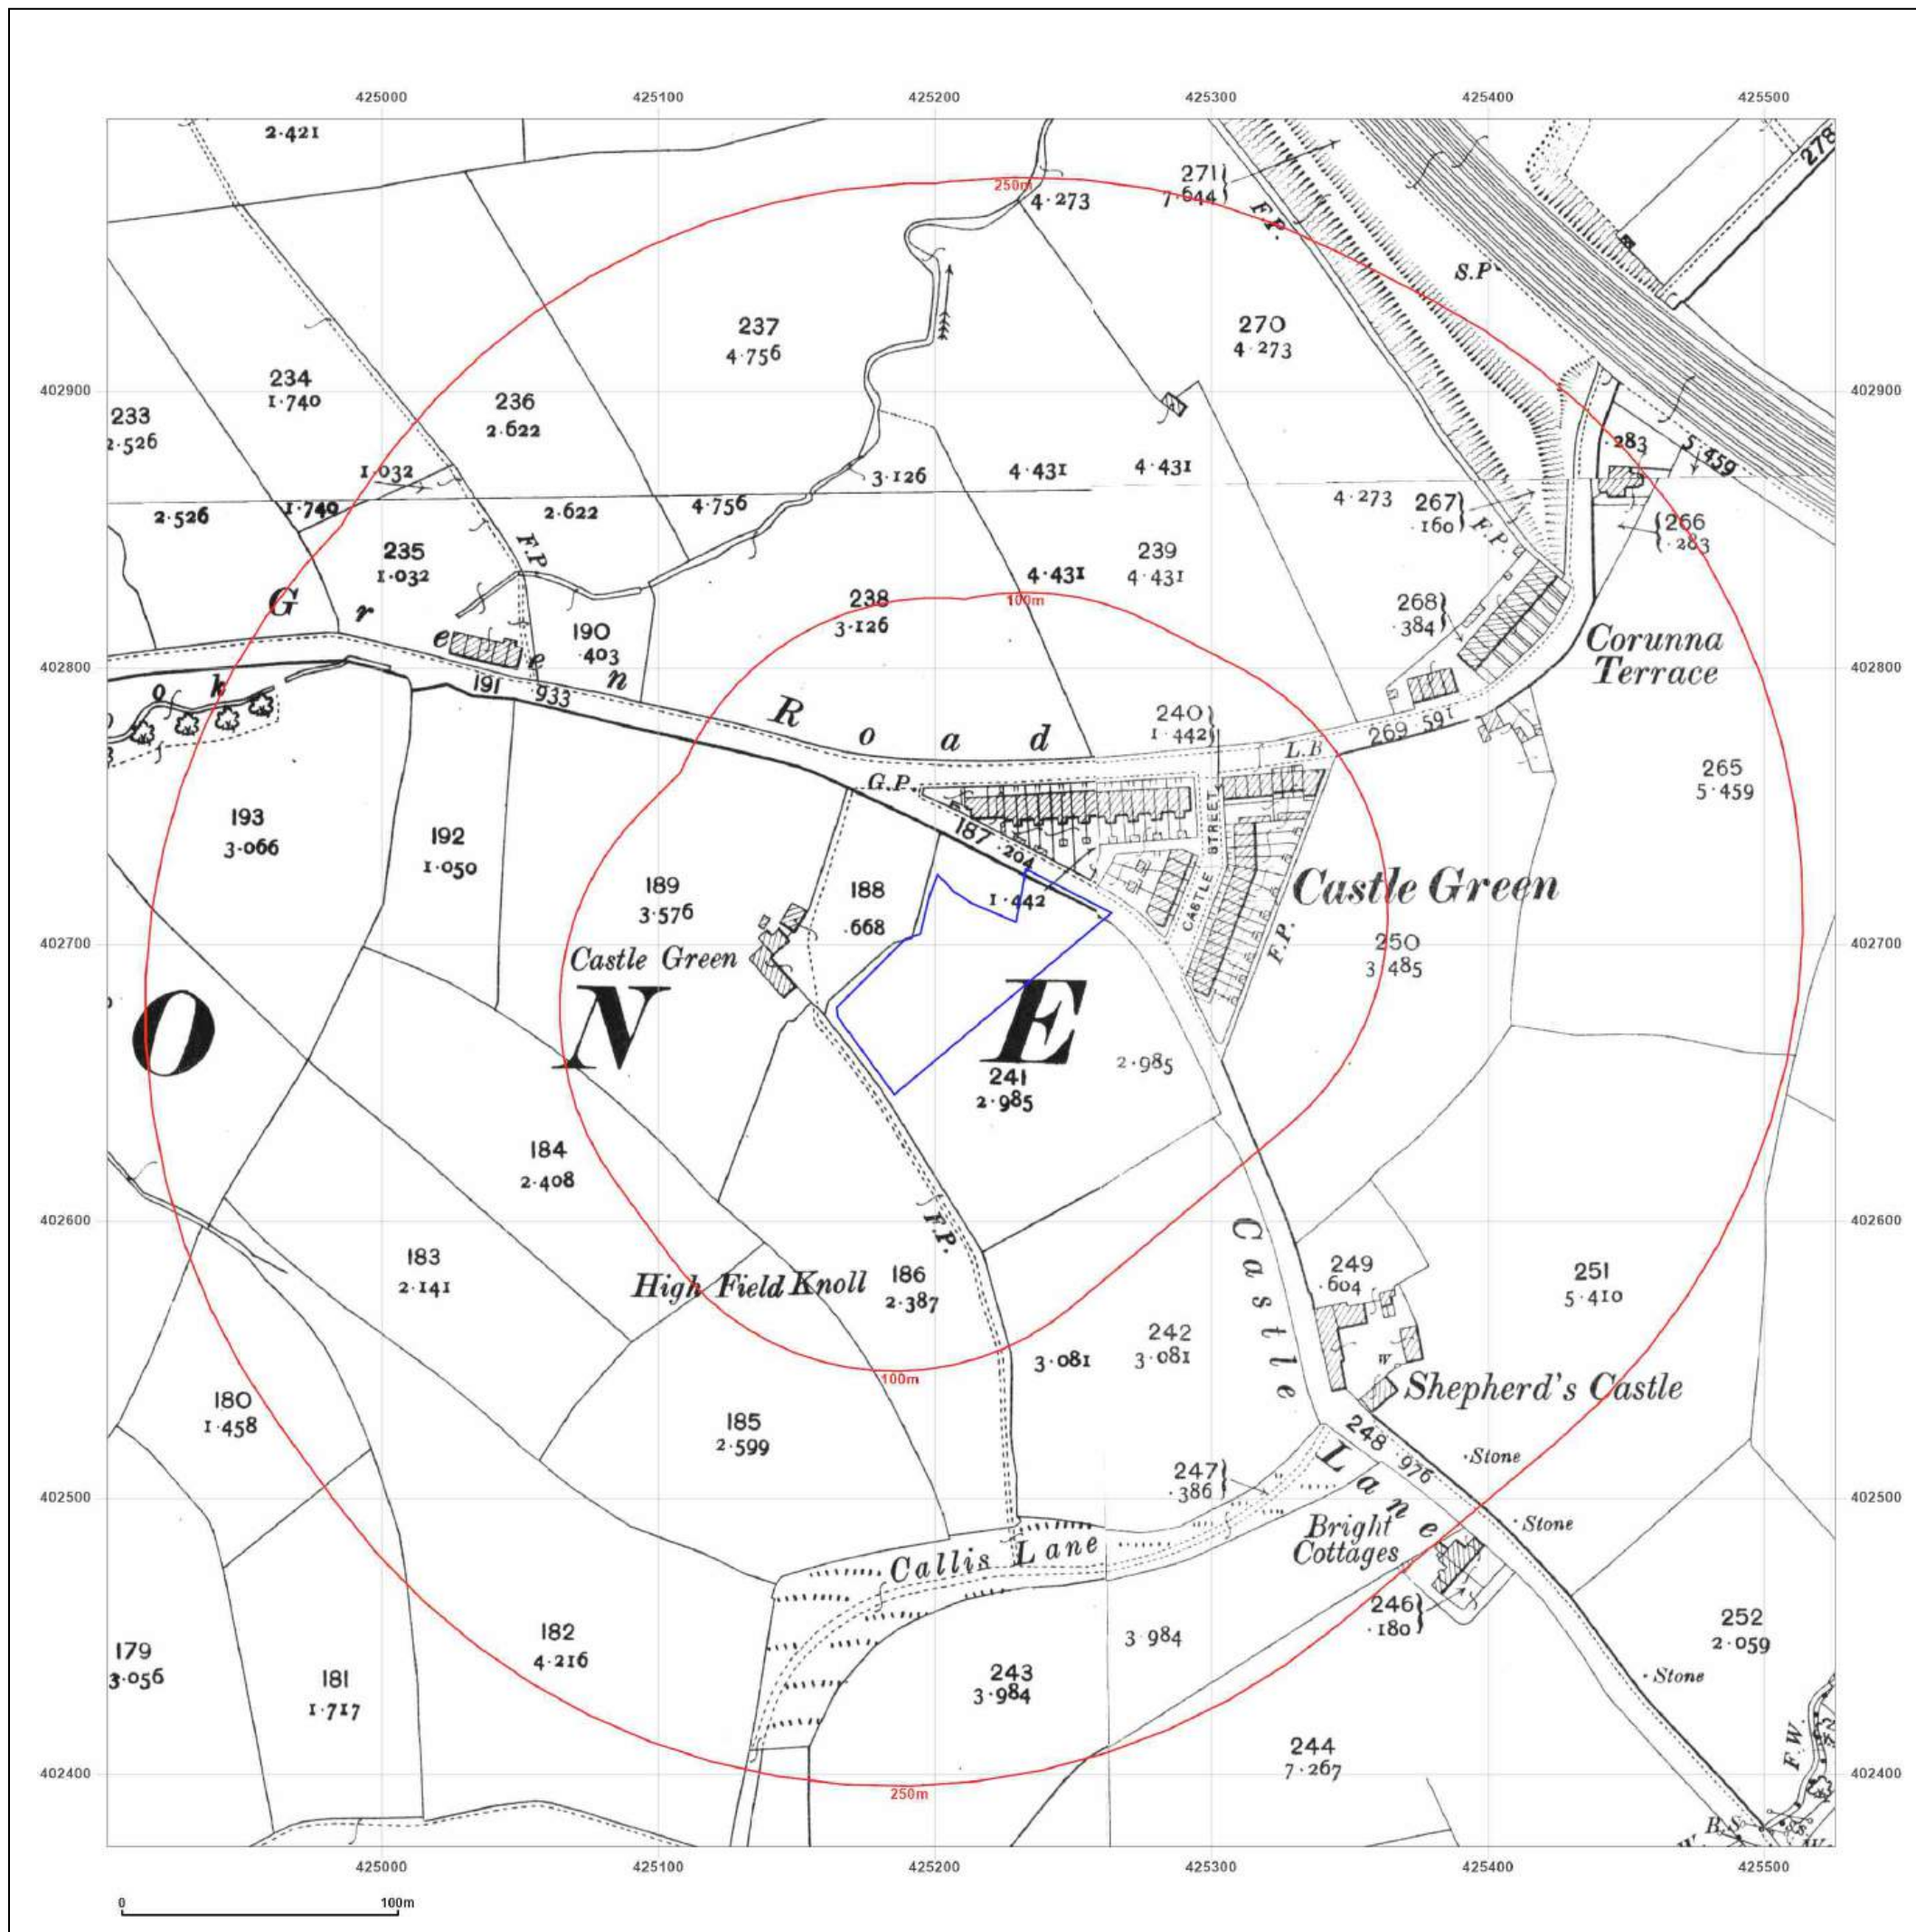 425000 425100 425200 425300 425400 425500
2·421
278
271
7·644
250m
4·273
F.P.
S.P
237
4·756
270
4·273
402900 402900
234
1·740
236
2·622
233
2·526
·283
5·459
1·032
3·126
4·431
4·431
4·273
267
·160
2·526
1·740
2·622
4·756
F.P.
266
·283
F.P.
235
1·032
239
4·431
4·431
100m
238
3·126
268
·384
Green Road
190
·403
Corunna
Terrace
402800 402800
191 ·933
o k
240
1·442
269 ·591
L.B
G.P.
265
5·459
193
3·066
192
1·050
187 ·204
CASTLE STREET
189
3·576
188
·668
1·442
Castle Green
F.P.
402700 402700
Castle Green
250
3·485
O N E
2·985
241
2·985
184
2·408
F.P.
402600 402600
183
2·141
High Field Knoll
186
2·387
Castle Lane
249
·604
251
5·410
242
3·081
3·081
W
100m
Shepherd's Castle
180
1·458
185
2·599
248 ·976
Stone
247
·386
402500 402500
Bright
Cottages
Stone
Callis Lane
246
·180
252
2·059
182
4·216
3·984
179
3·056
181
1·717
243
3·984
Stone
F.W.
244
7·267
402400 402400
250m
B.S
425000 425100 425200 425300 425400 425500
0 100m